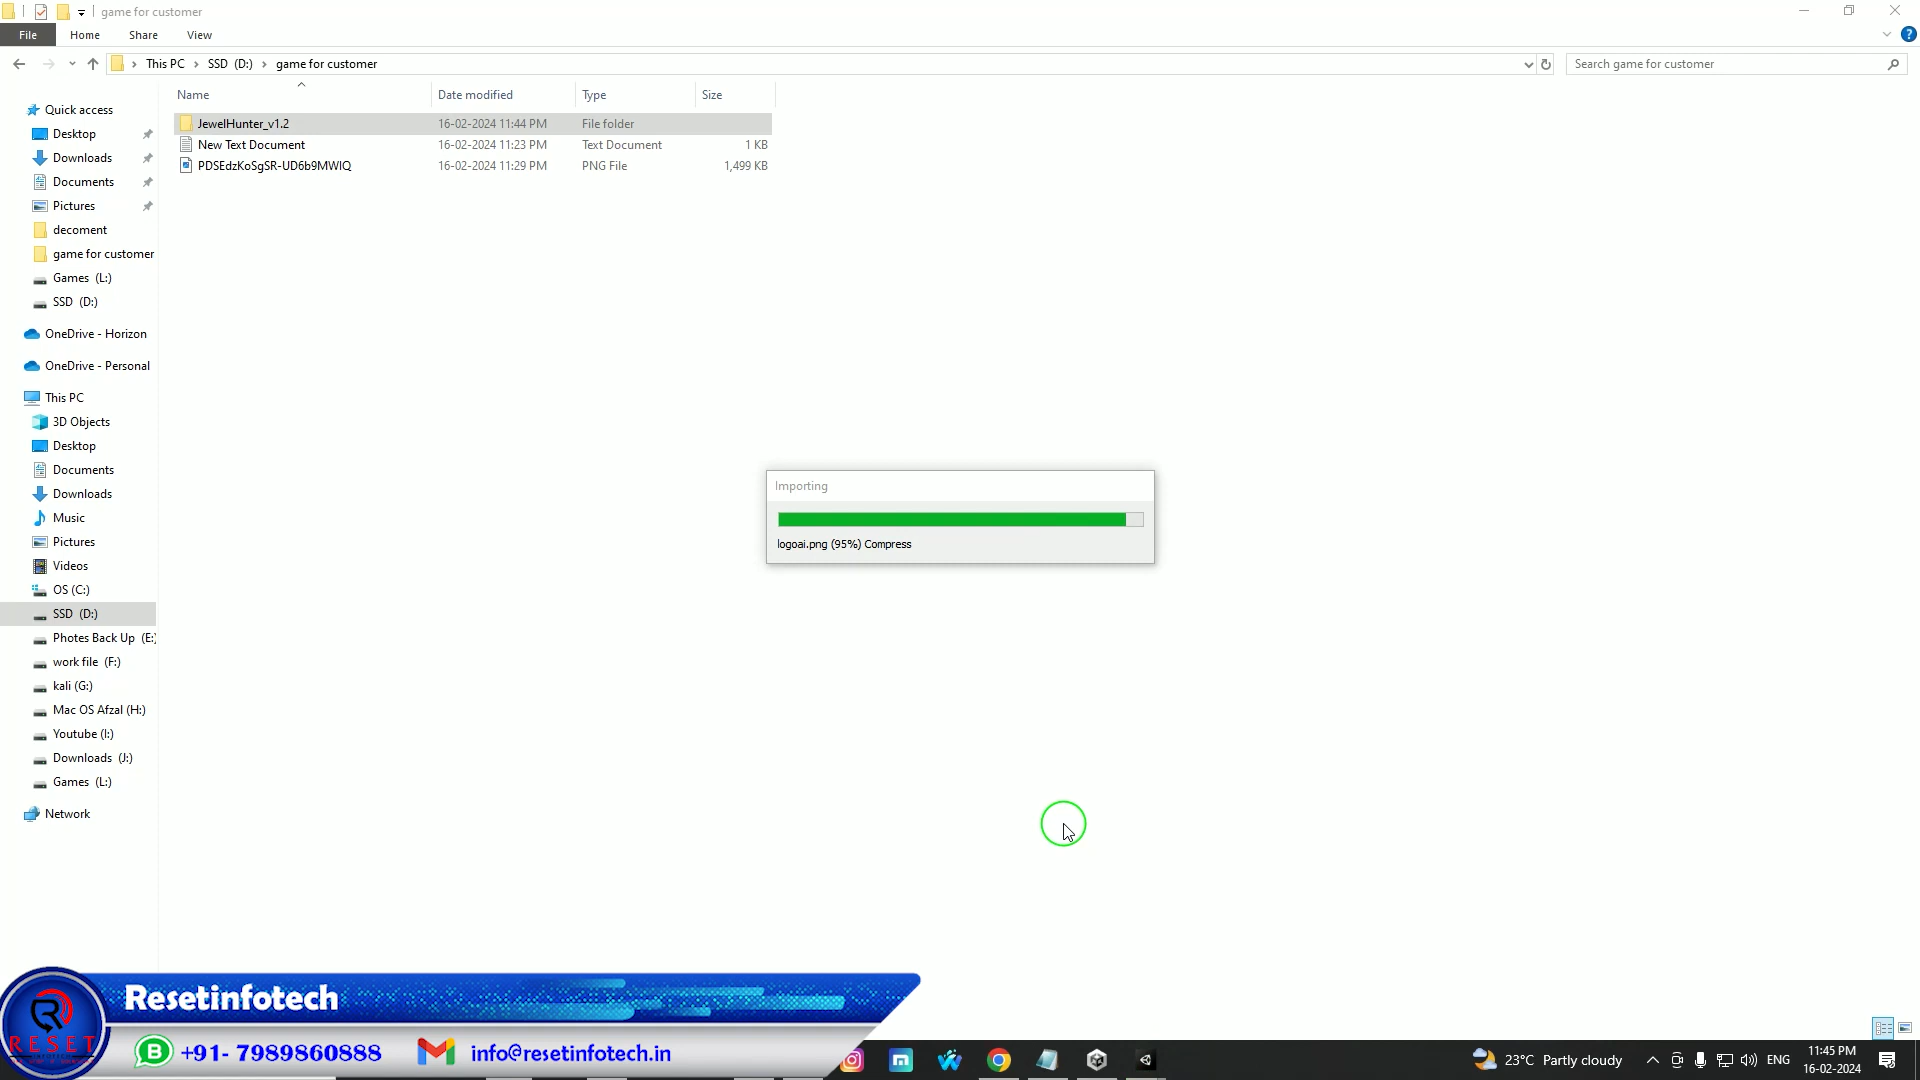 game for customer
File Home Share View
This PC › SSD (D:) › game for customer
Search game for customer
Name Date modified Type Size
JewelHunter_v1.2 16-02-2024 11:44 PM File folder
New Text Document 16-02-2024 11:23 PM Text Document 1 KB
PDSEdzKoSgSR-UD6b9MWIQ 16-02-2024 11:29 PM PNG File 1,499 KB
Quick access
Desktop
Downloads
Documents
Pictures
decoment
game for customer
Games (L:)
SSD (D:)
OneDrive - Horizon
OneDrive - Personal
This PC
3D Objects
Desktop
Documents
Downloads
Music
Pictures
Videos
OS (C:)
SSD (D:)
Photes Back Up (E:)
work file (F:)
kali (G:)
Mac OS Afzal (H:)
Youtube (I:)
Downloads (J:)
Games (L:)
Network
Importing
logoai.png (95%) Compress
Resetinfotech
RESET
+91- 7989860888 info@resetinfotech.in
23°C Partly cloudy
ENG
11:45 PM
16-02-2024